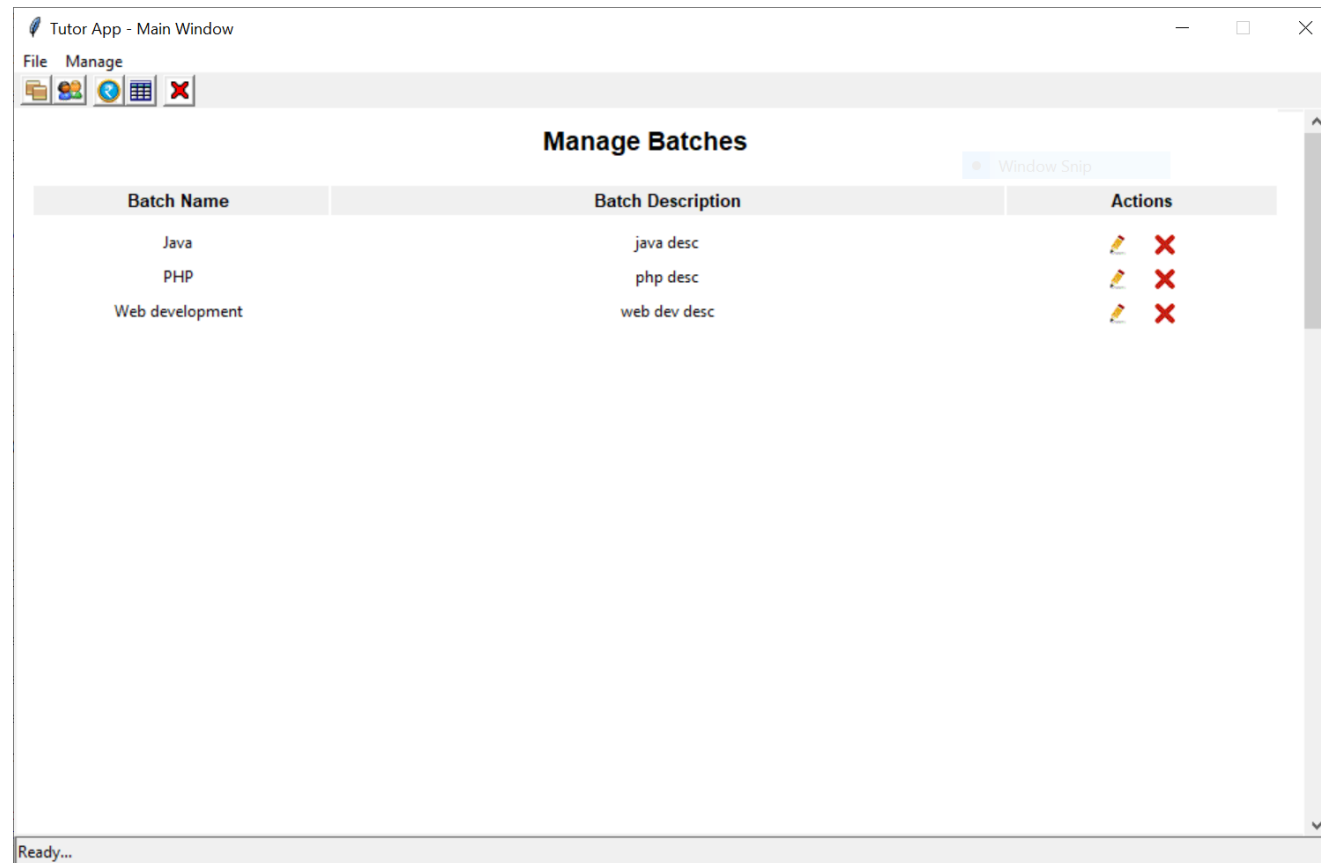 Tutor App - Main Window
File Manage
Manage Batches
Window Snip
Batch Name Batch Description Actions
Java java desc
PHP php desc
Web development web dev desc
Ready...